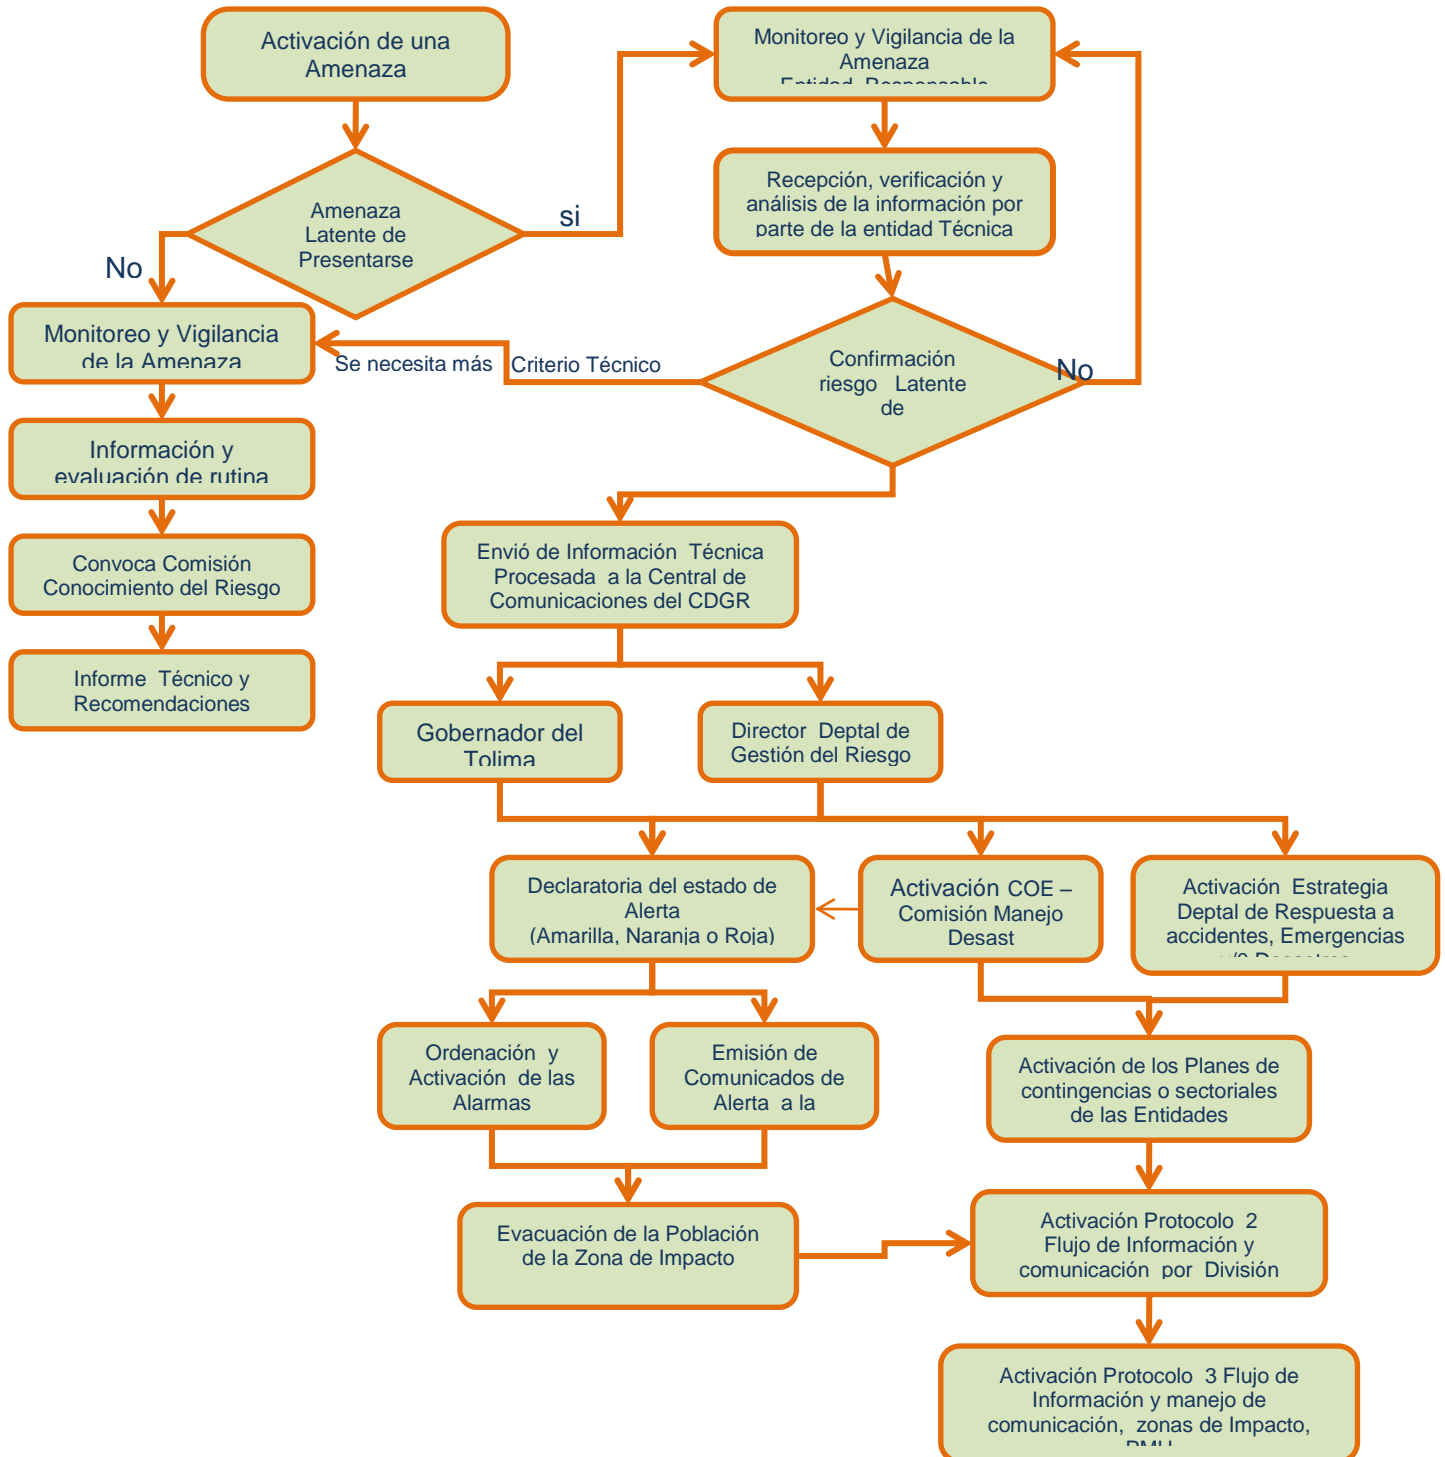 Activación de una
Amenaza
Monitoreo y Vigilancia de la
Amenaza
Entidad Responsable
Amenaza
Latente de
Presentarse
si
No
Recepción, verificación y
análisis de la información por
parte de la entidad Técnica
Monitoreo y Vigilancia
de la Amenaza
Se necesita más Criterio Técnico
Confirmación
riesgo Latente
de
No
Información y
evaluación de rutina
Convoca Comisión
Conocimiento del Riesgo
Informe Técnico y
Recomendaciones
Envió de Información Técnica
Procesada a la Central de
Comunicaciones del CDGR
Gobernador del
Tolima
Director Deptal de
Gestión del Riesgo
Declaratoria del estado de
Alerta
(Amarilla, Naranja o Roja)
Activación COE –
Comisión Manejo
Desast
Activación Estrategia
Deptal de Respuesta a
accidentes, Emergencias
Desastres
Ordenación y
Activación de las
Alarmas
Emisión de
Comunicados de
Alerta a la
Activación de los Planes de
contingencias o sectoriales
de las Entidades
Evacuación de la Población
de la Zona de Impacto
Activación Protocolo 2
Flujo de Información y
comunicación por División
Activación Protocolo 3 Flujo de
Información y manejo de
comunicación, zonas de Impacto,
PMU